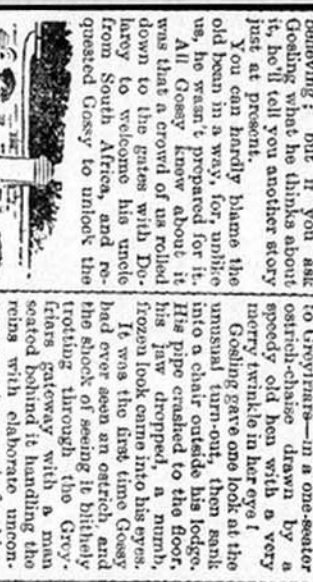 believing; but if you ask
Gosling what he thinks about
it, he'll tell you another story
just at present.
You can hardly blame the
old bean in a way, for, unlike
us, he wasn't prepared for it.
All Gossy knew about it
was that a crowd of us rolled
down to the gates with De-
larey to welcome his uncle
from South Africa, and re-
quested Gossy to unlock the
to Greyfriars—in a one-seater
ostrich-chaise drawn by a
speedy old hen with a very
merry twinkle in her eye!
Gosling gave one look at the
unusual turn-out, then sank
into a chair outside his lodge.
His pipe crashed to the floor,
his jaw dropped, a numb,
frozen look came into his eyes.
It was the first time Gossy
had ever seen an ostrich, and
the shock of seeing it blithely
trotting through the Grey-
friars gateway with a man
seated behind it handling the
reins with elaborate uncon-